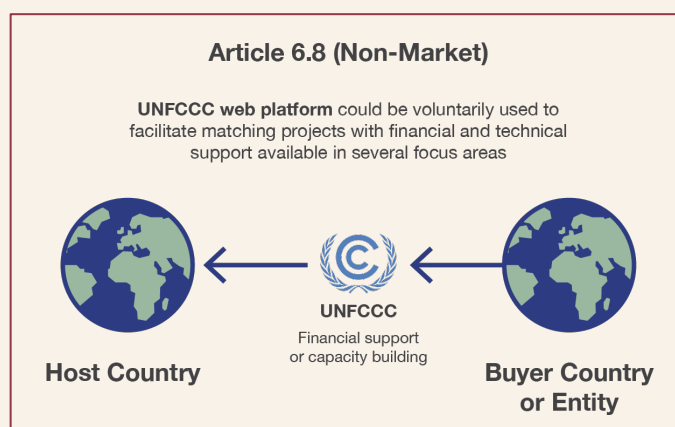 Article 6.8 (Non-Market)
UNFCCC web platform could be voluntarily used to
facilitate matching projects with financial and technical
support available in several focus areas
UNFCCC
Financial support
or capacity building
Host Country
Buyer Country
or Entity